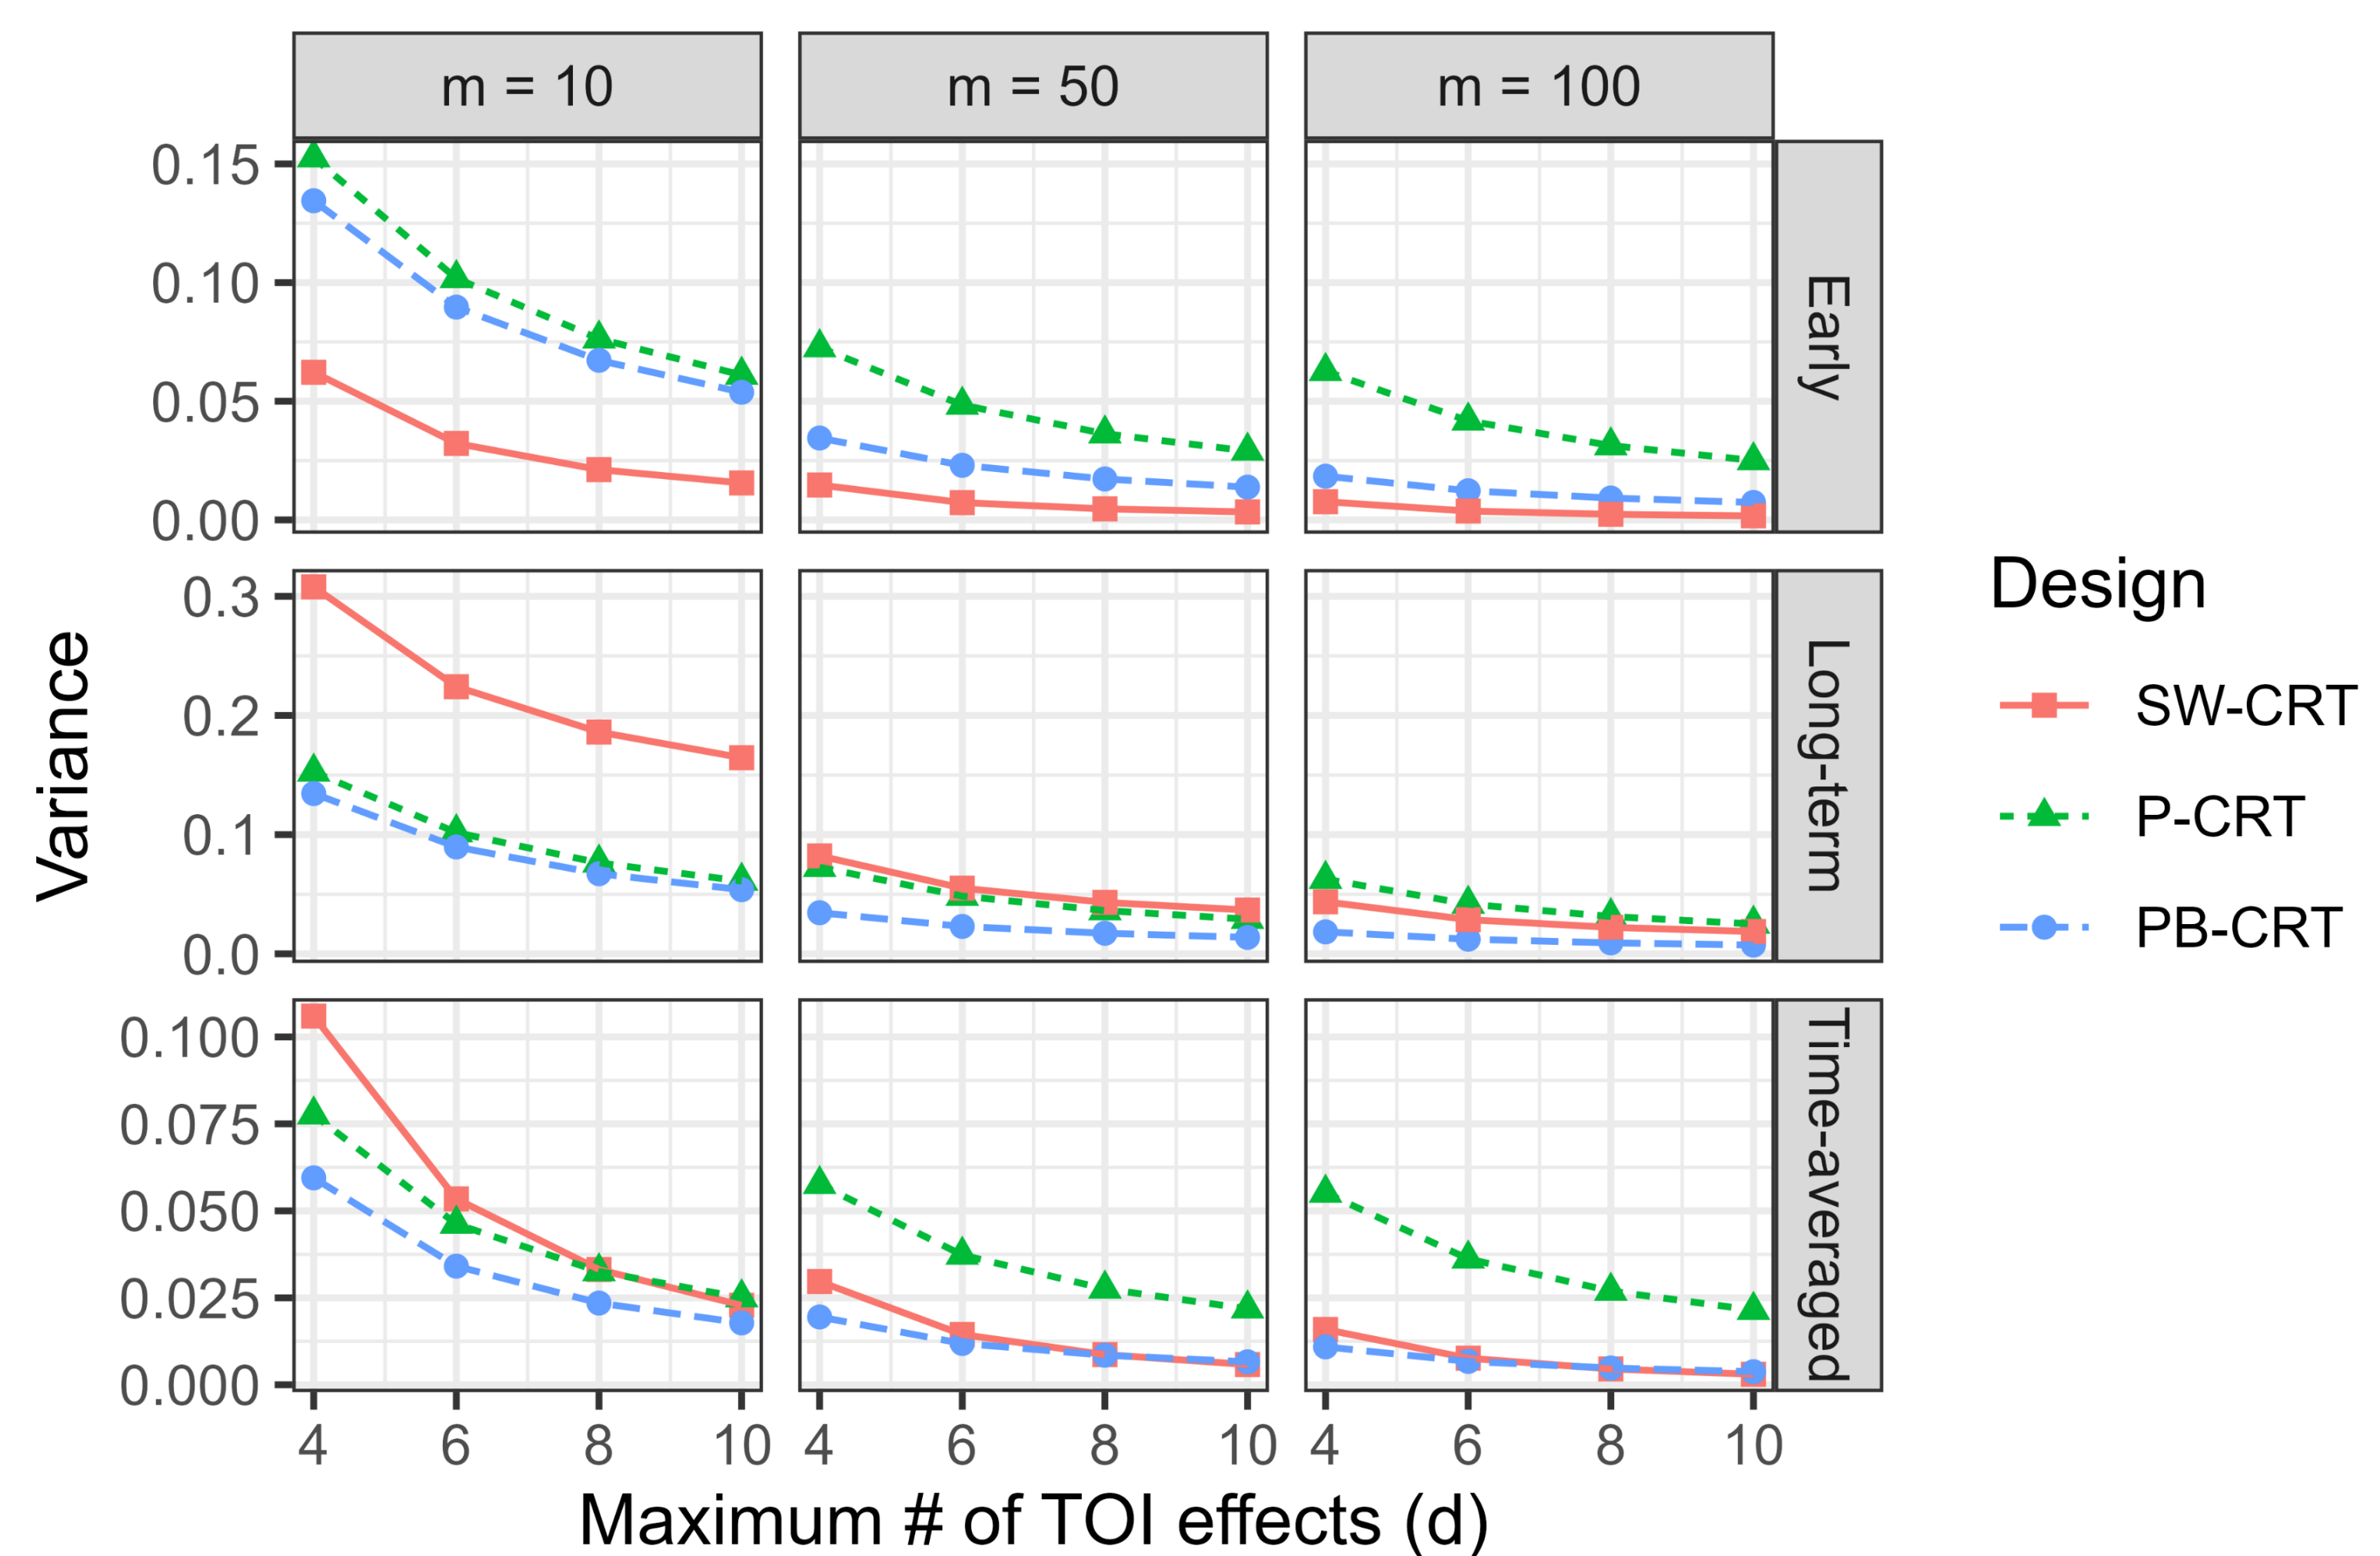 m = 10
m = 50
m = 100
0.15
0.10
0.05
0.00
Early
0.3
0.2
0.1
0.0
Long-term
0.100
0.075
0.050
0.025
0.000
Time-averaged
4 6 8 10 4 6 8 10 4 6 8 10
Variance
Maximum # of TOI effects (d)
Design
SW-CRT
P-CRT
PB-CRT